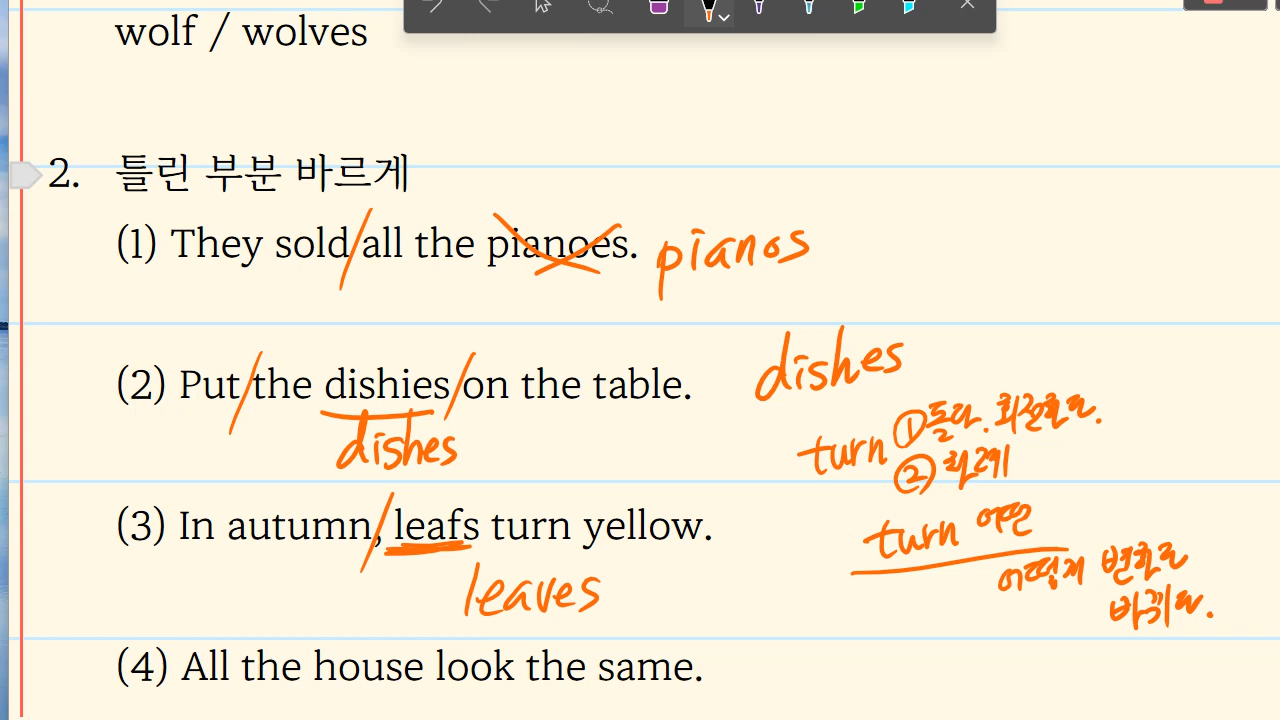 wolf / wolves
2. 틀린 부분 바르게
(1) They sold all the pianoes. pianos
(2) Put the dishies on the table. dishes
dishes
turn ①돌다. 회전하다.
② 차례
(3) In autumn, leafs turn yellow.
turn 어떤
어떻게 변하다
바뀌다.
leaves
(4) All the house look the same.